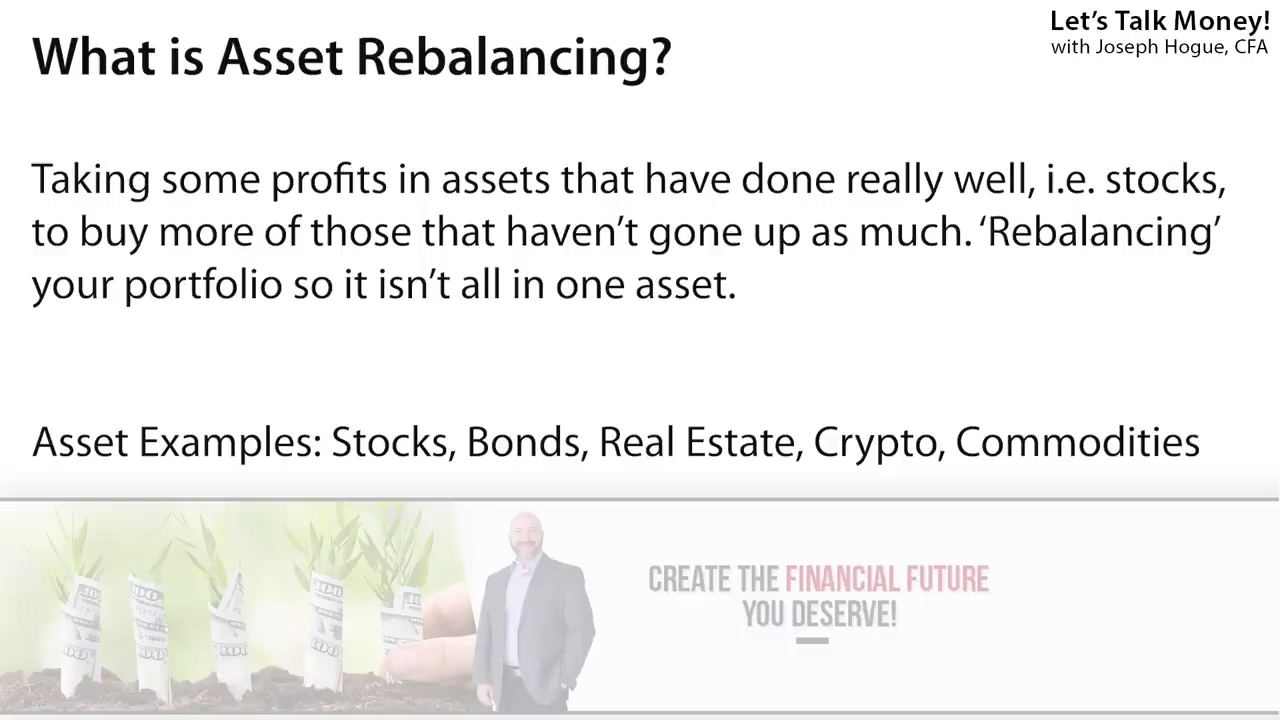 Let's Talk Money!
with Joseph Hogue, CFA
What is Asset Rebalancing?
Taking some profits in assets that have done really well, i.e. stocks,
to buy more of those that haven't gone up as much. 'Rebalancing'
your portfolio so it isn't all in one asset.
Asset Examples: Stocks, Bonds, Real Estate, Crypto, Commodities
CREATE THE FINANCIAL FUTURE
YOU DESERVE!